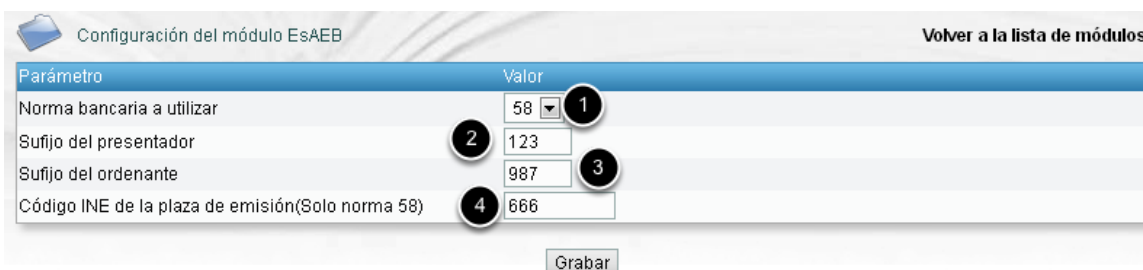 Configuración del módulo EsAEB Volver a la lista de módulos
Parámetro Valor
Norma bancaria a utilizar 58 1
Sufijo del presentador 2 123
Sufijo del ordenante 987 3
Código INE de la plaza de emisión(Solo norma 58) 4 666
Grabar